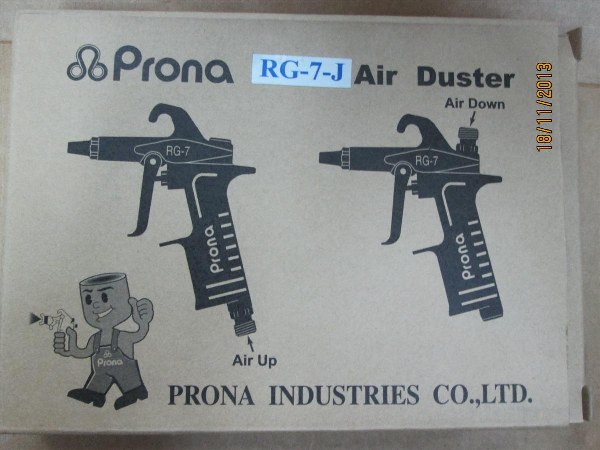 Prona RG-7-J Air Duster
Air Down
18/11/2013
RG-7
RG-7
Prona
Prona
Air Up
Prona
PRONA INDUSTRIES CO.,LTD.